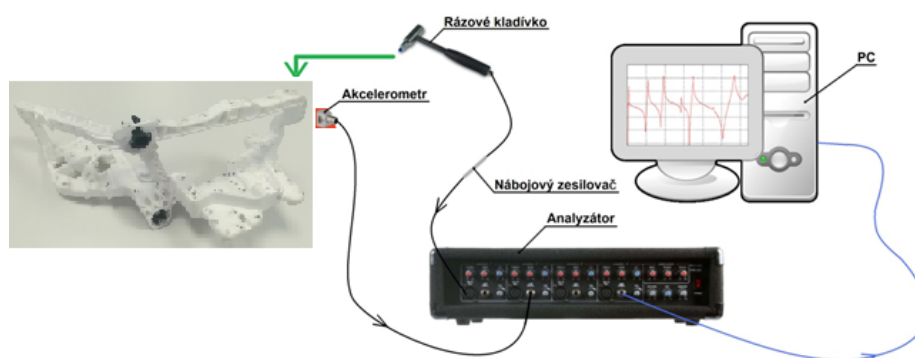 Rázové kladívko
PC
Akcelerometr
Nábojový zesilovač
Analyzátor